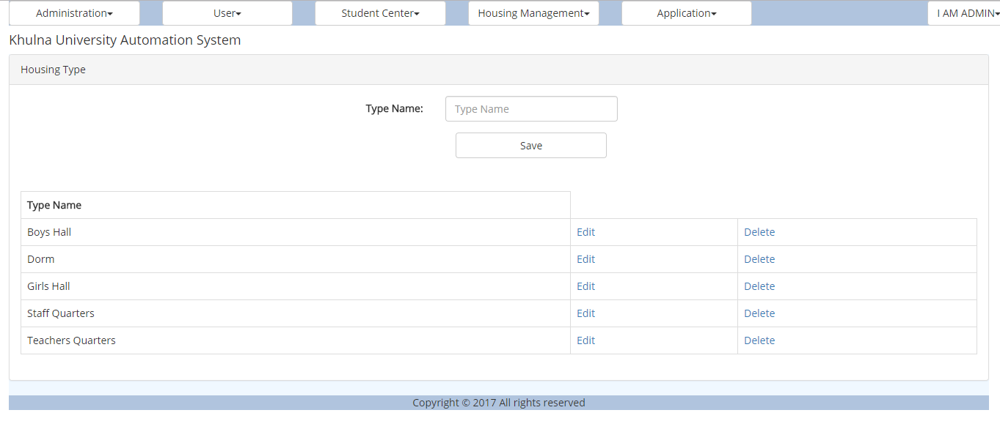 Administration User Student Center Housing Management Application I AM ADMIN
Khulna University Automation System
Housing Type
Type Name: Type Name
Save
Type Name
Boys Hall Edit Delete
Dorm Edit Delete
Girls Hall Edit Delete
Staff Quarters Edit Delete
Teachers Quarters Edit Delete
Copyright © 2017 All rights reserved